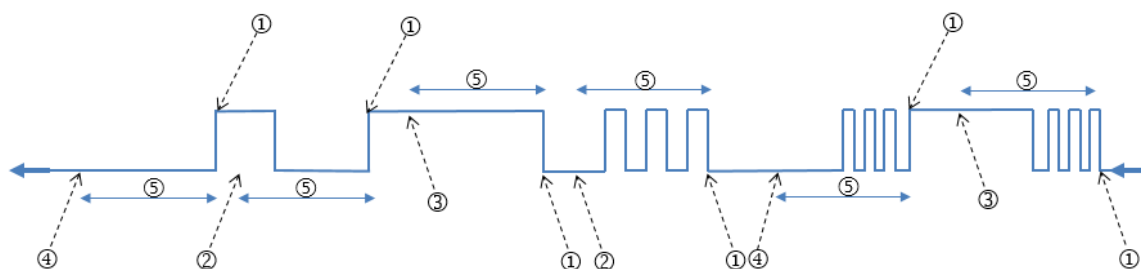 ① ① ①
⑤ ⑤ ⑤
⑤ ⑤ ⑤
③ ③
④ ② ① ② ① ④ ①